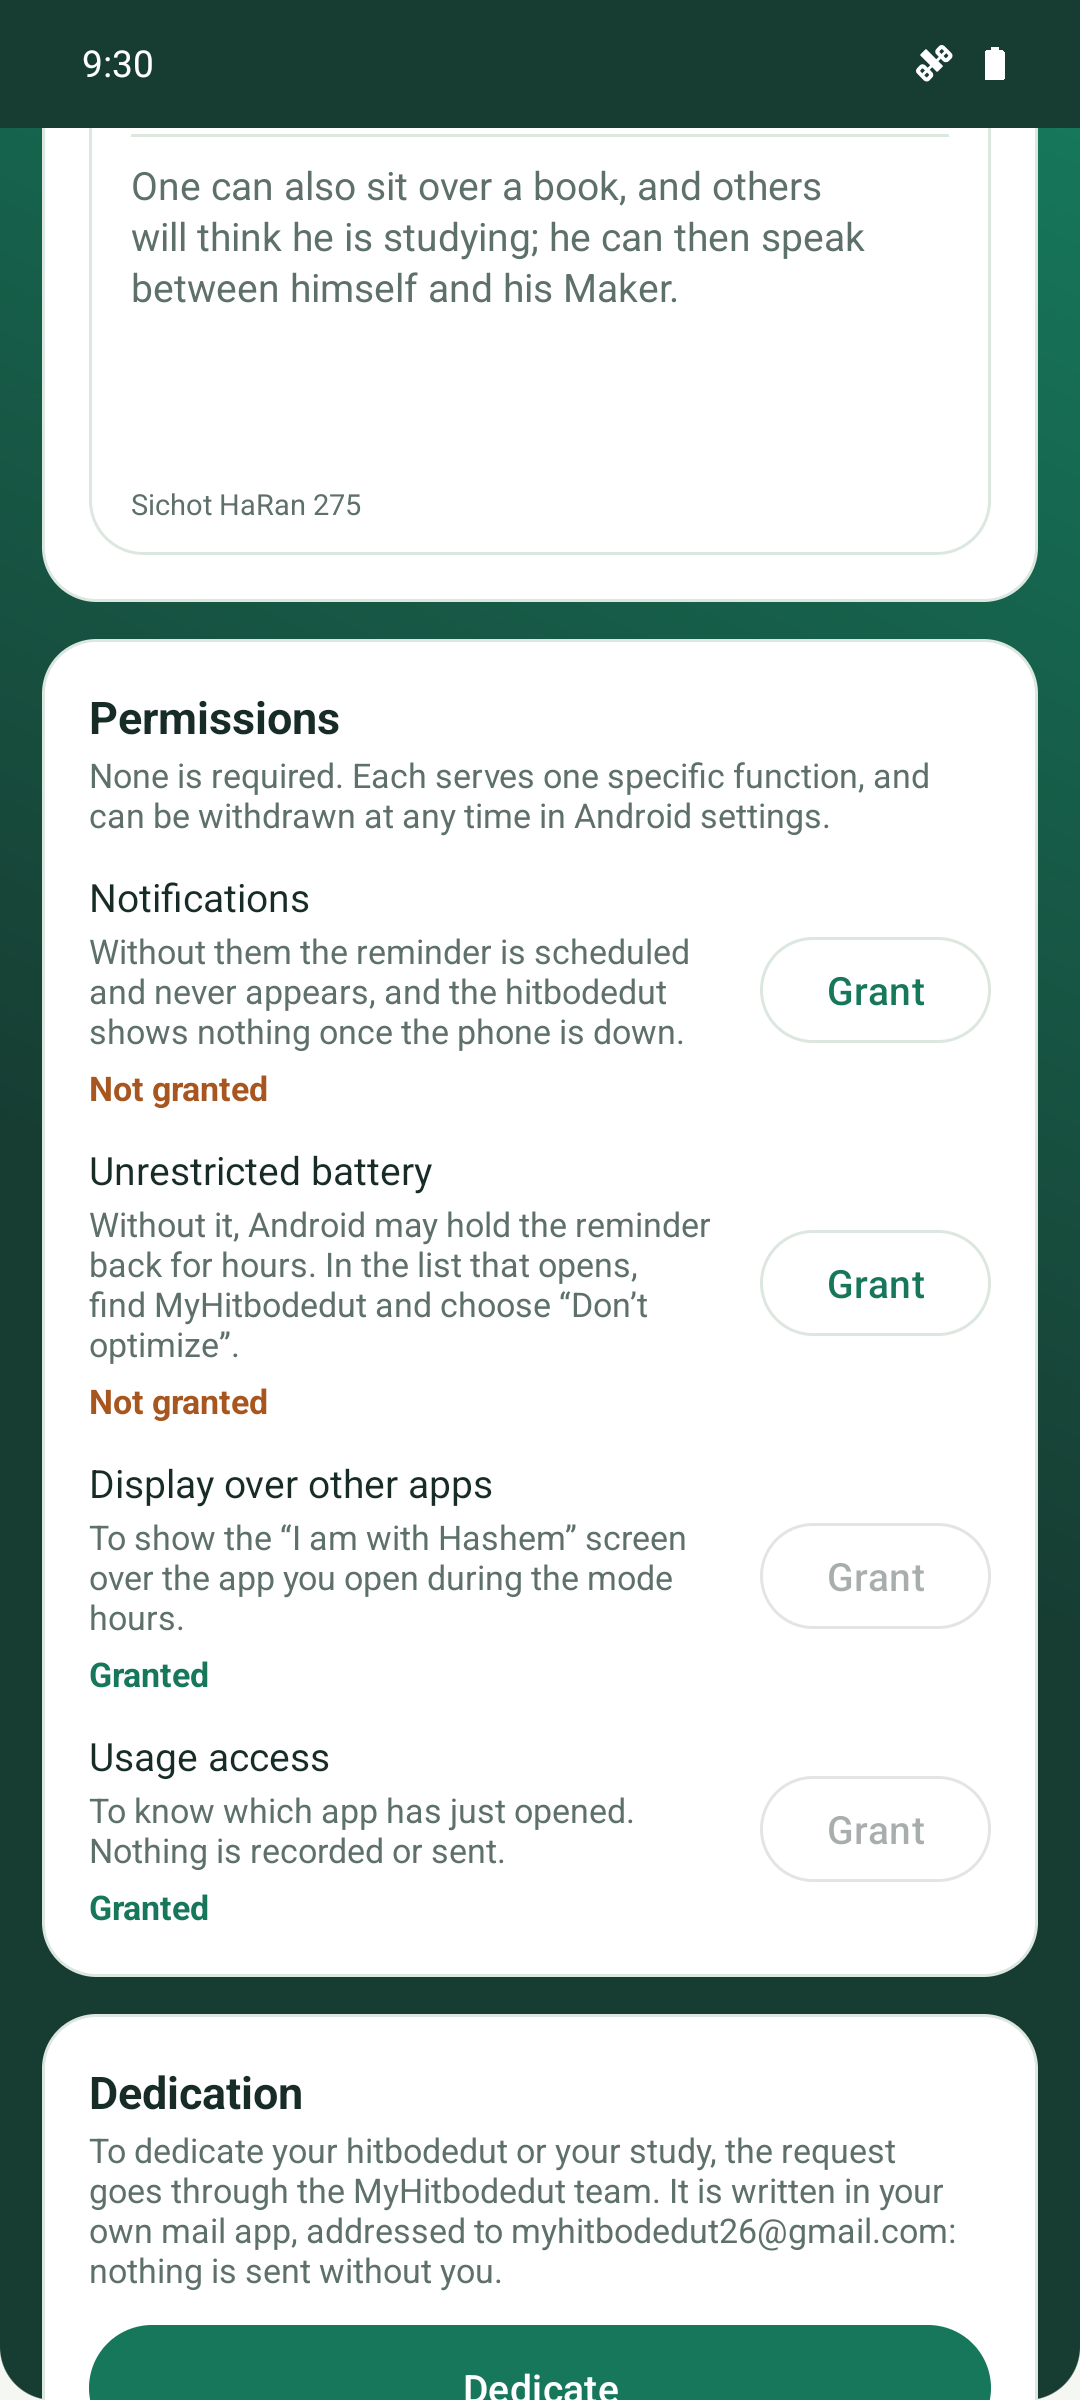 9:30
One can also sit over a book, and others
will think he is studying; he can then speak
between himself and his Maker.
Sichot HaRan 275
Permissions
None is required. Each serves one specific function, and
can be withdrawn at any time in Android settings.
Notifications
Without them the reminder is scheduled
and never appears, and the hitbodedut
shows nothing once the phone is down.
Not granted
Grant
Unrestricted battery
Without it, Android may hold the reminder
back for hours. In the list that opens,
find MyHitbodedut and choose “Don’t
optimize”.
Not granted
Grant
Display over other apps
To show the “I am with Hashem” screen
over the app you open during the mode
hours.
Granted
Grant
Usage access
To know which app has just opened.
Nothing is recorded or sent.
Granted
Grant
Dedication
To dedicate your hitbodedut or your study, the request
goes through the MyHitbodedut team. It is written in your
own mail app, addressed to myhitbodedut26@gmail.com:
nothing is sent without you.
Dedicate